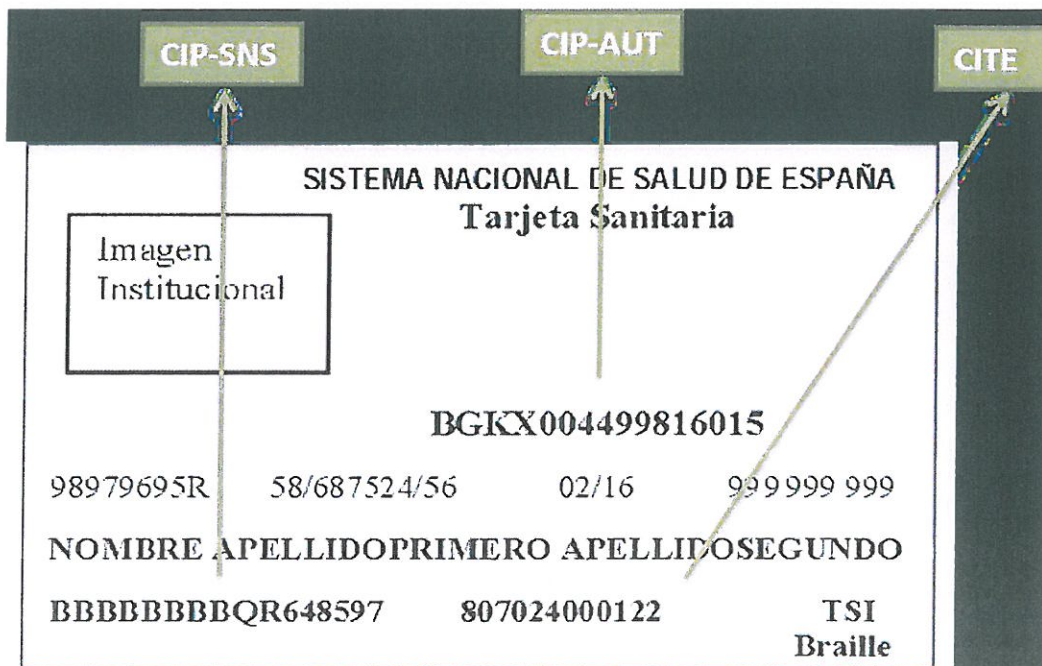 CIP-SNS CIP-AUT CITE
SISTEMA NACIONAL DE SALUD DE ESPAÑA
Tarjeta Sanitaria
Imagen
Institucional
BGKX004499816015
98979695R 58/687524/56 02/16 999999 999
NOMBRE APELLIDOPRIMERO APELLIDOSEGUNDO
BBBBBBBBQR648597 807024000122 TSI
Braille